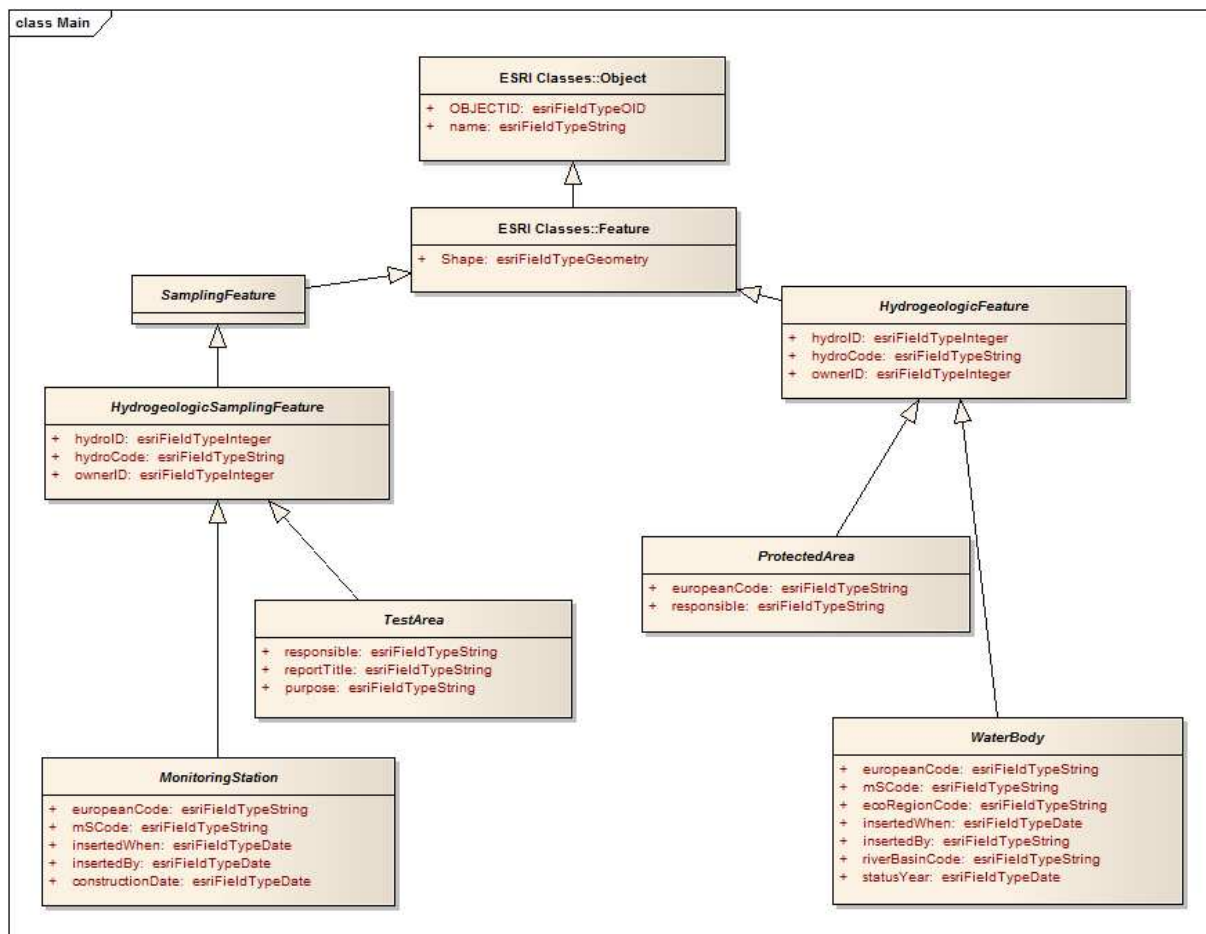 class Main
ESRI Classes::Object
+ OBJECTID: esriFieldTypeOID
+ name: esriFieldTypeString
ESRI Classes::Feature
+ Shape: esriFieldTypeGeometry
SamplingFeature
HydrogeologicFeature
+ hydroID: esriFieldTypeInteger
+ hydroCode: esriFieldTypeString
+ ownerID: esriFieldTypeInteger
HydrogeologicSamplingFeature
+ hydroID: esriFieldTypeInteger
+ hydroCode: esriFieldTypeString
+ ownerID: esriFieldTypeInteger
ProtectedArea
+ europeanCode: esriFieldTypeString
+ responsible: esriFieldTypeString
TestArea
+ responsible: esriFieldTypeString
+ reportTitle: esriFieldTypeString
+ purpose: esriFieldTypeString
MonitoringStation
+ europeanCode: esriFieldTypeString
+ mSCode: esriFieldTypeString
+ insertedWhen: esriFieldTypeDate
+ insertedBy: esriFieldTypeDate
+ constructionDate: esriFieldTypeDate
WaterBody
+ europeanCode: esriFieldTypeString
+ mSCode: esriFieldTypeString
+ ecoRegionCode: esriFieldTypeString
+ insertedWhen: esriFieldTypeDate
+ insertedBy: esriFieldTypeString
+ riverBasinCode: esriFieldTypeString
+ statusYear: esriFieldTypeDate